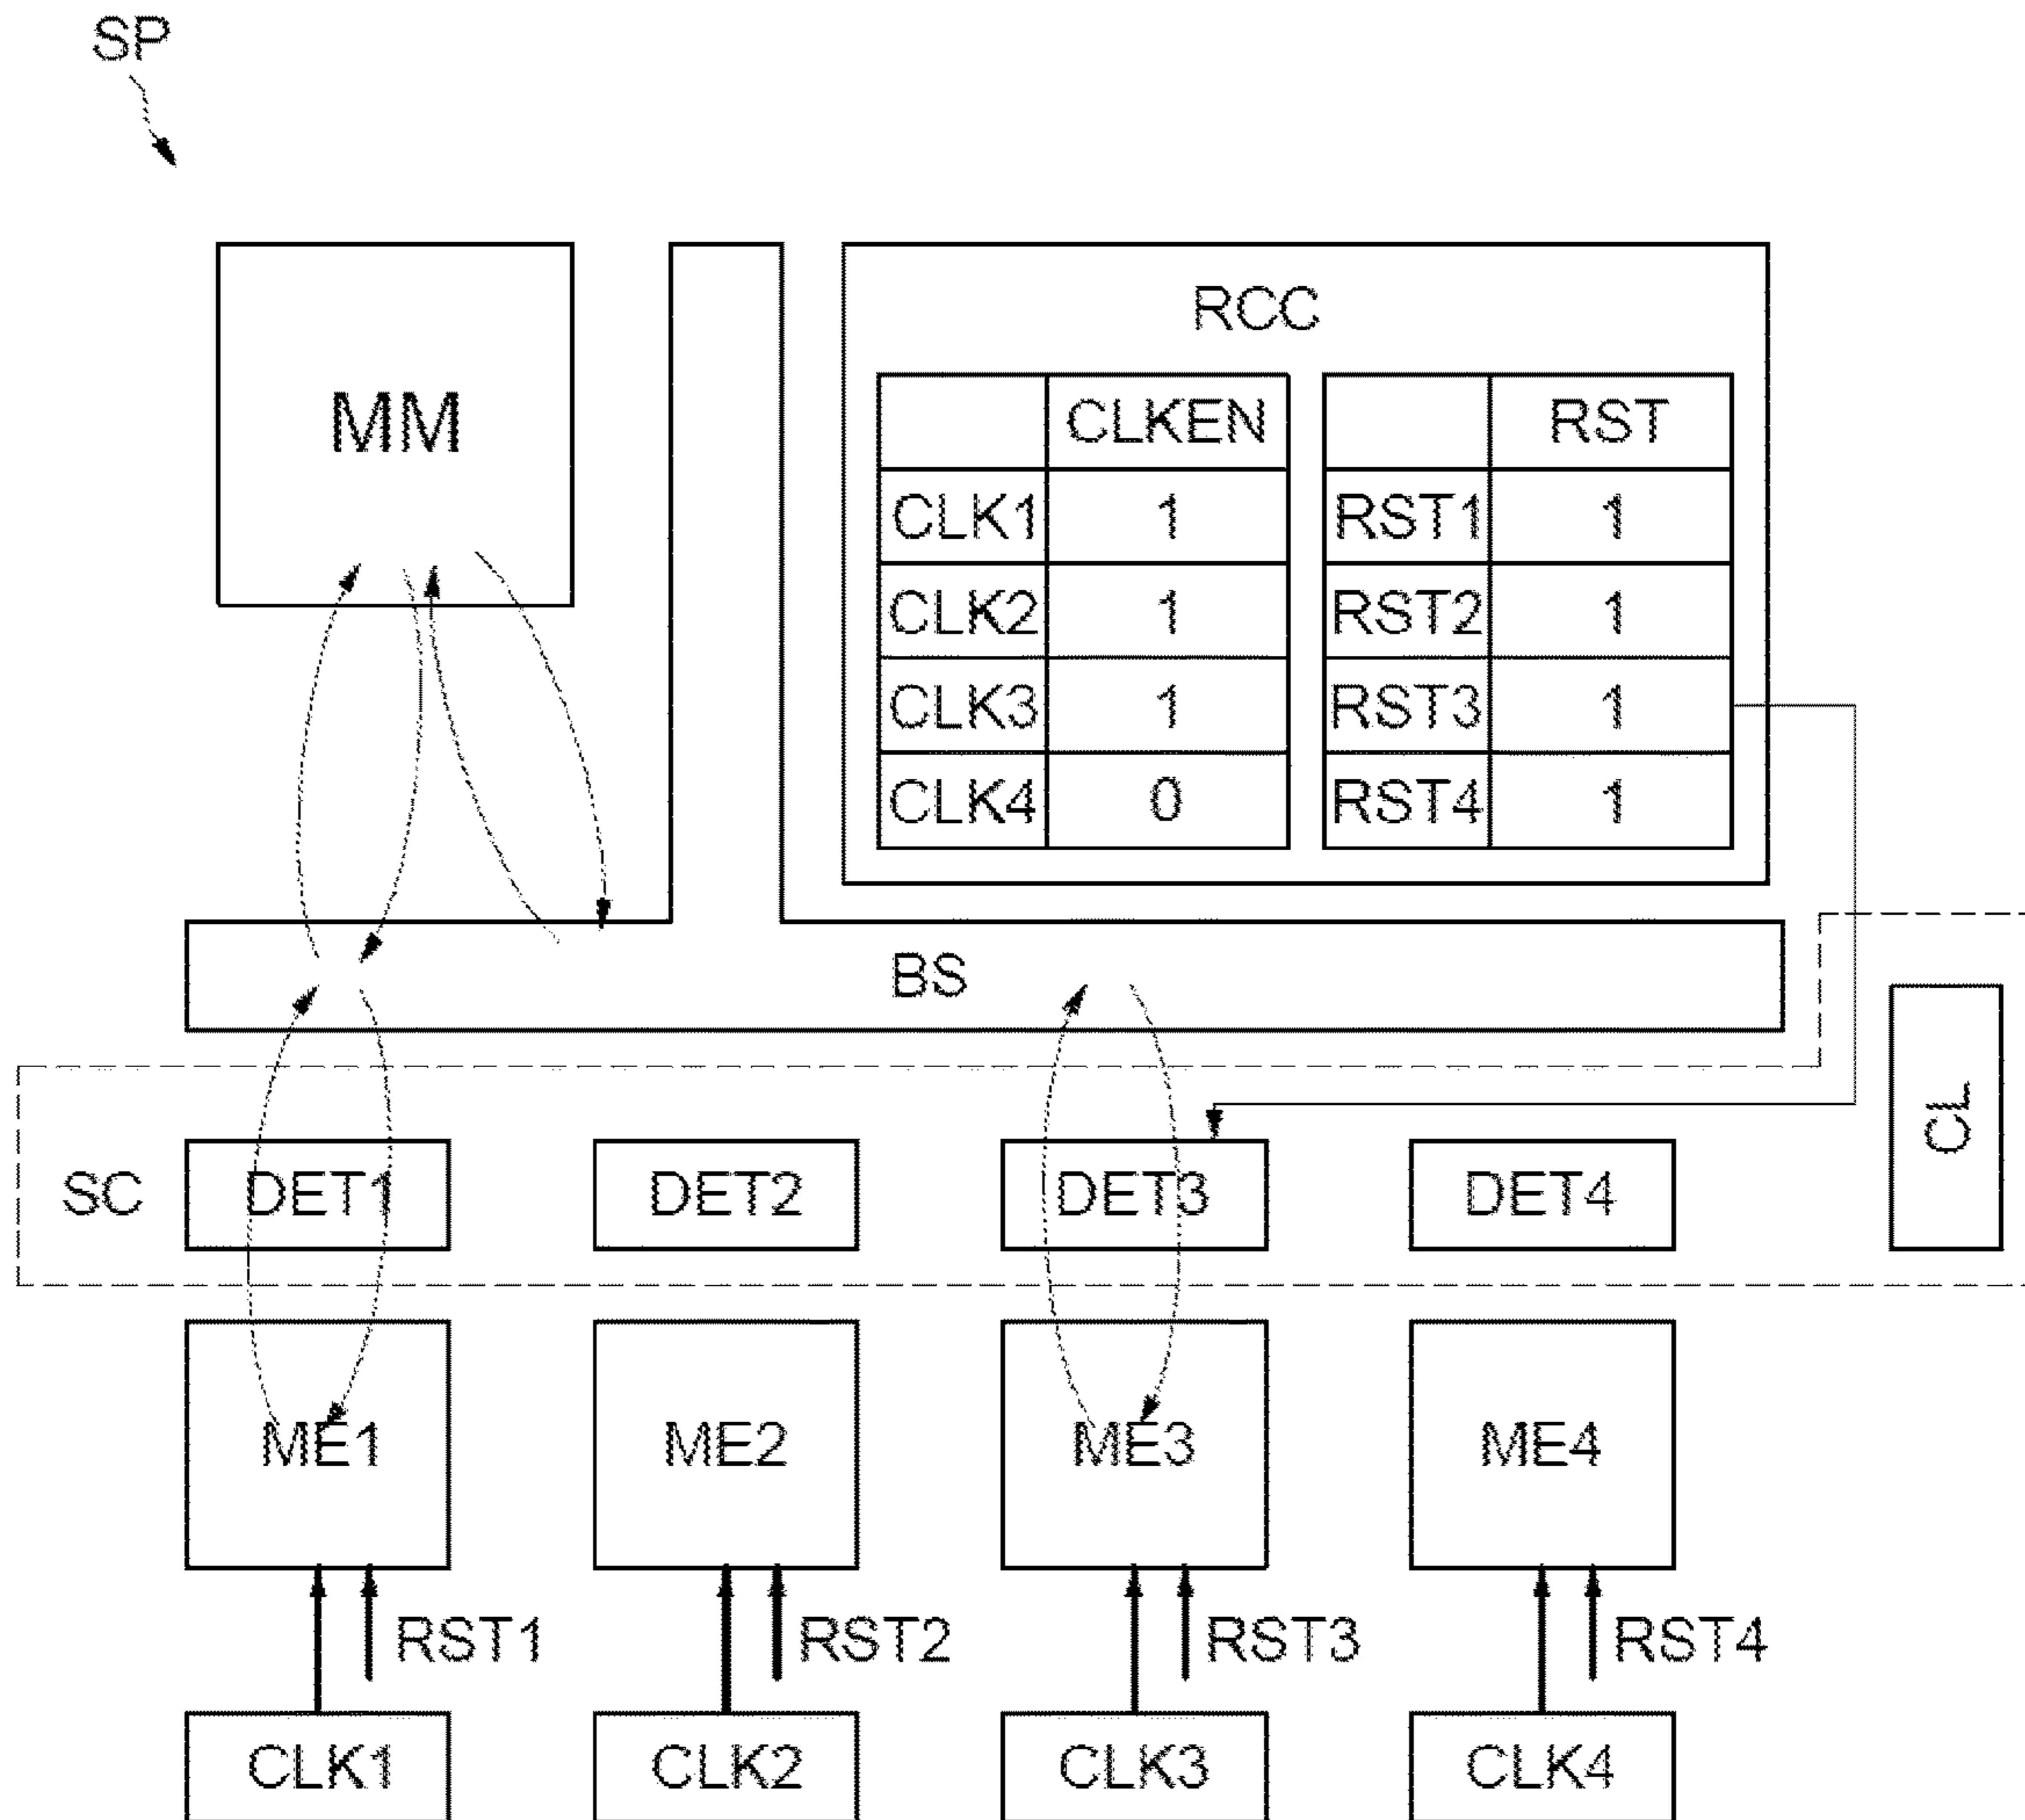 SP
MM
RCC
CLKEN
CLK1 1
CLK2 1
CLK3 1
CLK4 0
RST
RST1 1
RST2 1
RST3 1
RST4 1
BS
CL
SC DET1 DET2 DET3 DET4
ME1 ME2 ME3 ME4
RST1 RST2 RST3 RST4
CLK1 CLK2 CLK3 CLK4